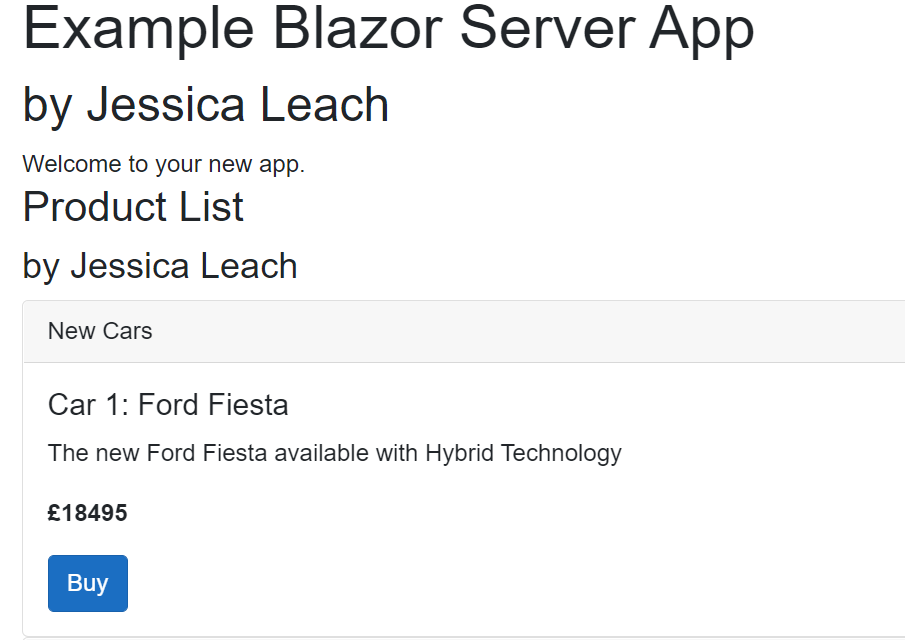 Example Blazor Server App
by Jessica Leach
Welcome to your new app.
Product List
by Jessica Leach
New Cars
Car 1: Ford Fiesta
The new Ford Fiesta available with Hybrid Technology
£18495
Buy